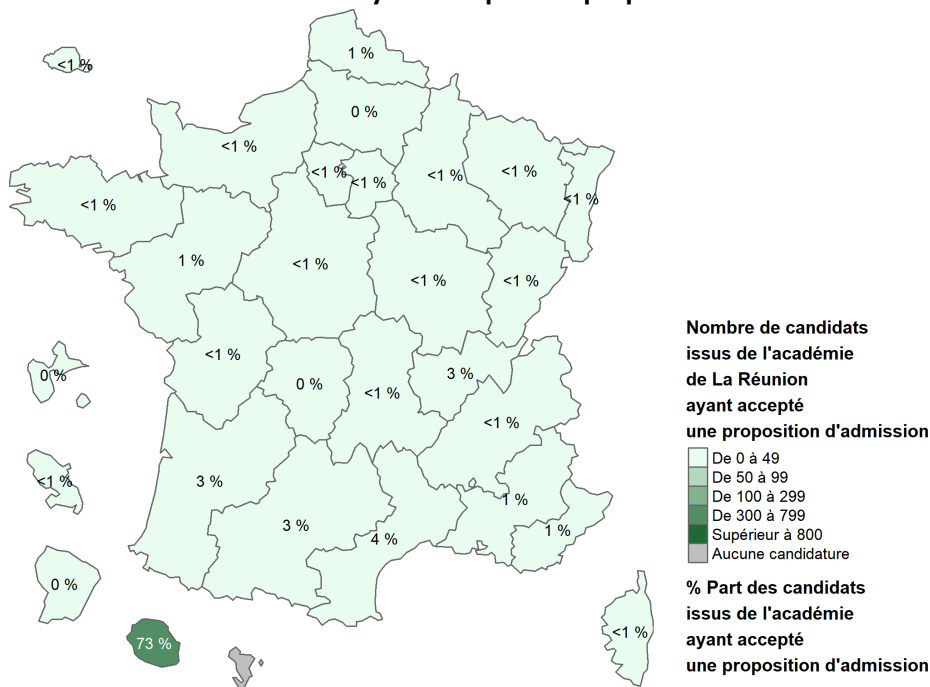 1 %
<1 %
0 %
<1 %
<1 %
<1 %
<1 %
<1 %
<1 %
<1 %
1 %
<1 %
<1 %
<1 %
<1 %
0 %
0 %
<1 %
3 %
<1 %
<1 %
3 %
1 %
3 %
4 %
1 %
0 %
73 %
<1 %
Nombre de candidats
issus de l'académie
de La Réunion
ayant accepté
une proposition d'admission
De 0 à 49
De 50 à 99
De 100 à 299
De 300 à 799
Supérieur à 800
Aucune candidature
% Part des candidats
issus de l'académie
ayant accepté
une proposition d'admission